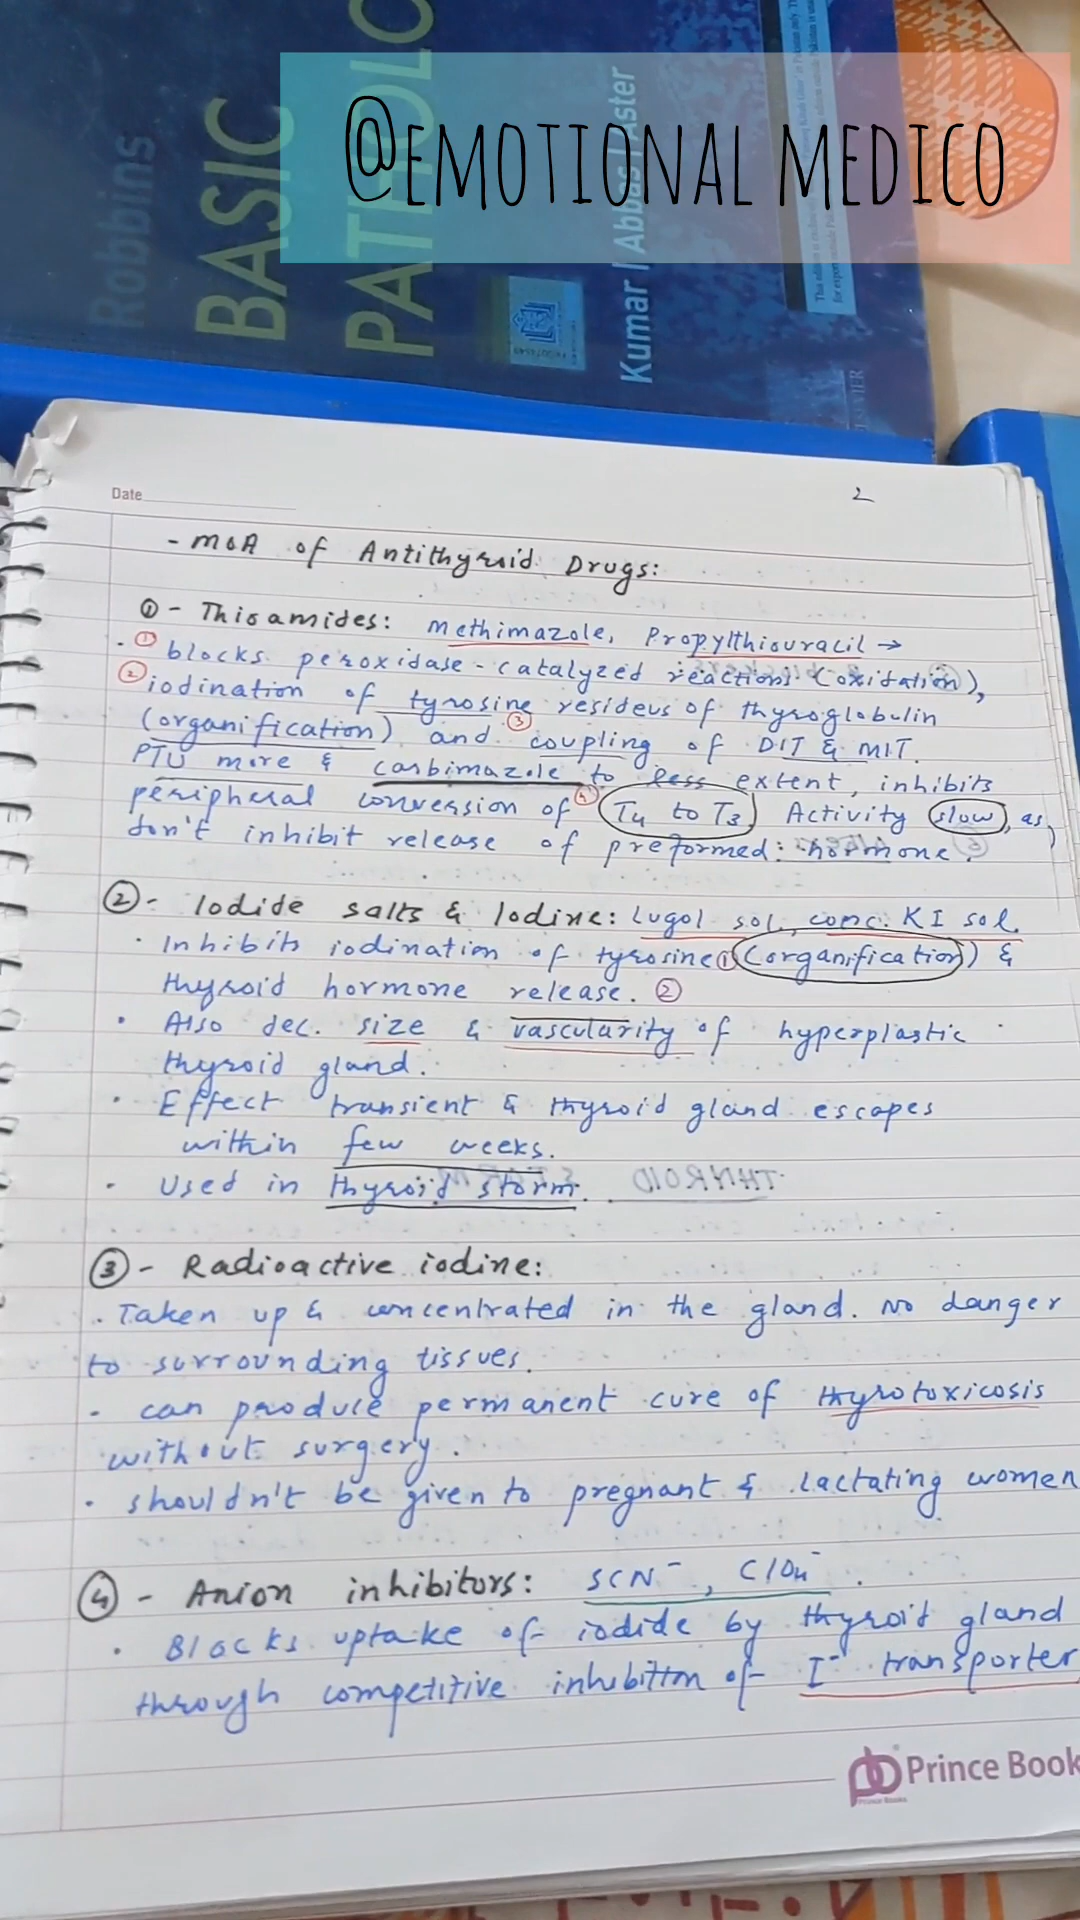 @EMOTIONAL MEDICO
Robbins
BASIC
PATHOLO
Kumar | Abbas | Aster
Date
2
- MOA of Antithyroid Drugs:
① - Thioamides: Methimazole, Propylthiouracil →
· ① blocks peroxidase - catalyzed reactions (oxidation),
② iodination of tyrosine resideus of thyroglobulin
(organification) and ③ coupling of DIT & MIT.
PTU more & carbimazole to less extent, inhibits
peripheral conversion of ④ T4 to T3. Activity slow, as
don't inhibit release of preformed hormone.
② - Iodide salts & Iodine: Lugol sol., conc. KI sol.
· Inhibits iodination of tyrosine ① (organification) &
thyroid hormone release. ②
· Also dec. size & vascularity of hyperplastic
thyroid gland.
· Effect transient & thyroid gland escapes
within few weeks.
· Used in thyroid storm.
③ - Radioactive iodine:
· Taken up & concentrated in the gland. No danger
to surrounding tissues.
· can produce permanent cure of thyrotoxicosis
without surgery.
· shouldn't be given to pregnant & lactating women
④ - Anion inhibitors: SCN⁻, ClO₄⁻.
· Blocks uptake of iodide by thyroid gland
through competitive inhibition of I⁻ transporter
Prince Book